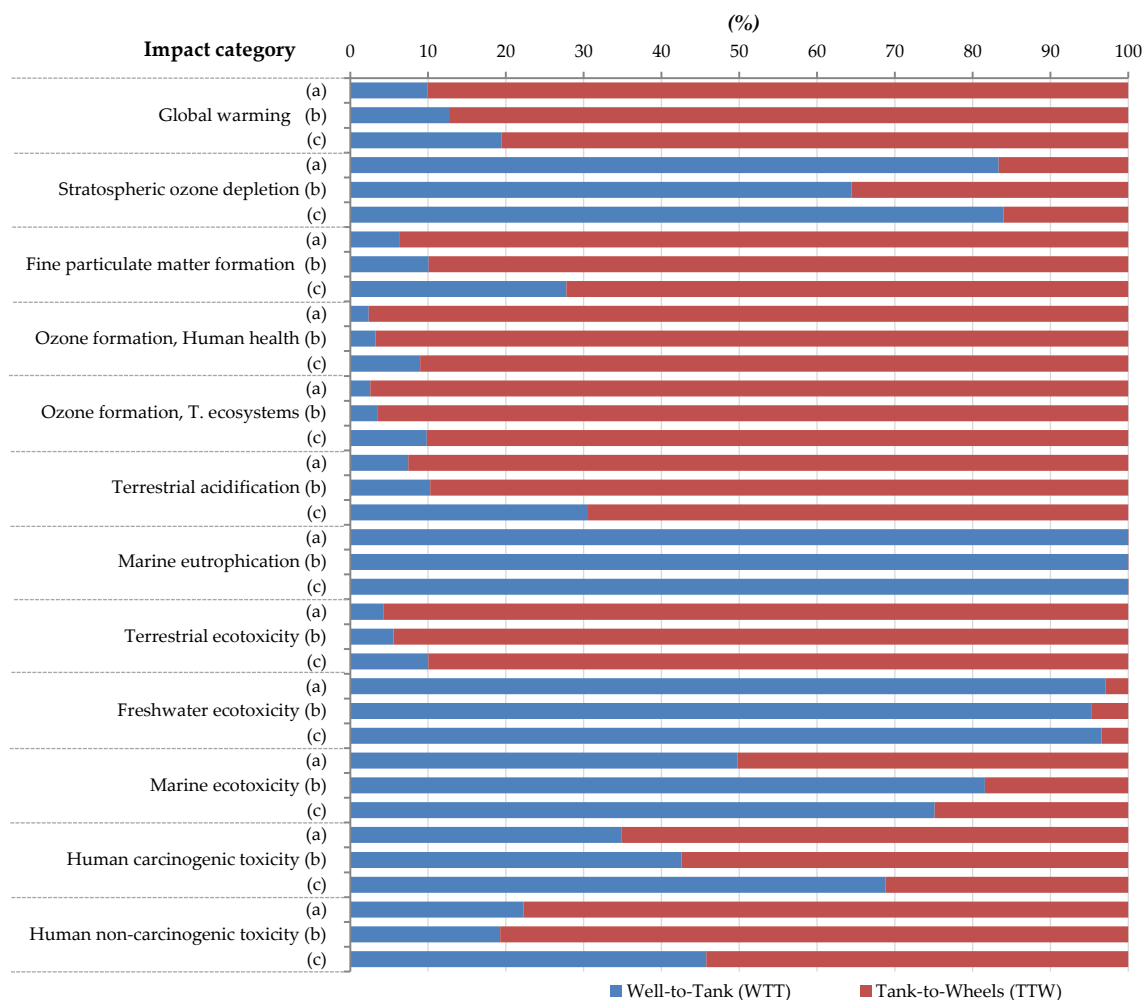 (%)
Impact category 0 10 20 30 40 50 60 70 80 90 100
(a)
Global warming (b)
(c)
(a)
Stratospheric ozone depletion (b)
(c)
(a)
Fine particulate matter formation (b)
(c)
(a)
Ozone formation, Human health (b)
(c)
(a)
Ozone formation, T. ecosystems (b)
(c)
(a)
Terrestrial acidification (b)
(c)
(a)
Marine eutrophication (b)
(c)
(a)
Terrestrial ecotoxicity (b)
(c)
(a)
Freshwater ecotoxicity (b)
(c)
(a)
Marine ecotoxicity (b)
(c)
(a)
Human carcinogenic toxicity (b)
(c)
(a)
Human non-carcinogenic toxicity (b)
(c)
Well-to-Tank (WTT) Tank-to-Wheels (TTW)